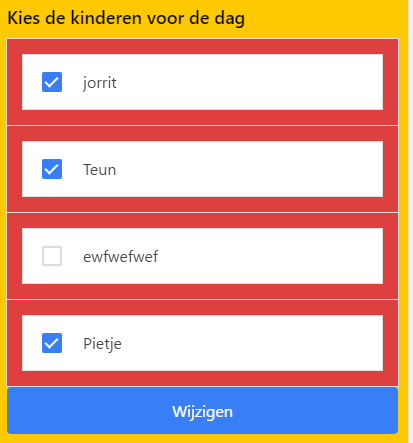 Kies de kinderen voor de dag
jorrit
Teun
ewfwefwef
Pietje
Wijzigen